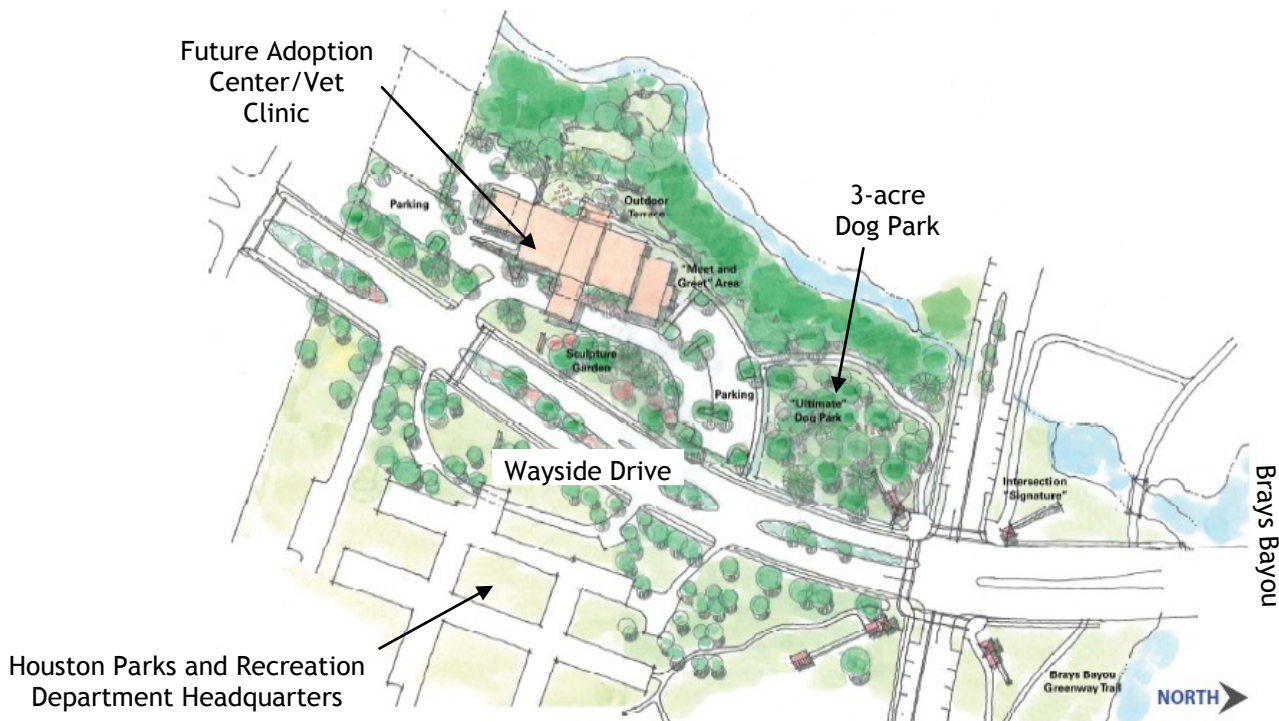 Future Adoption
Center/Vet
Clinic
3-acre
Dog Park
Parking
Outdoor
Terrace
"Meet and
Greet" Area
Sculpture
Garden
Parking
"Ultimate"
Dog Park
Wayside Drive
Intersection
"Signature"
Brays Bayou
Houston Parks and Recreation
Department Headquarters
Brays Bayou
Greenway Trail
NORTH